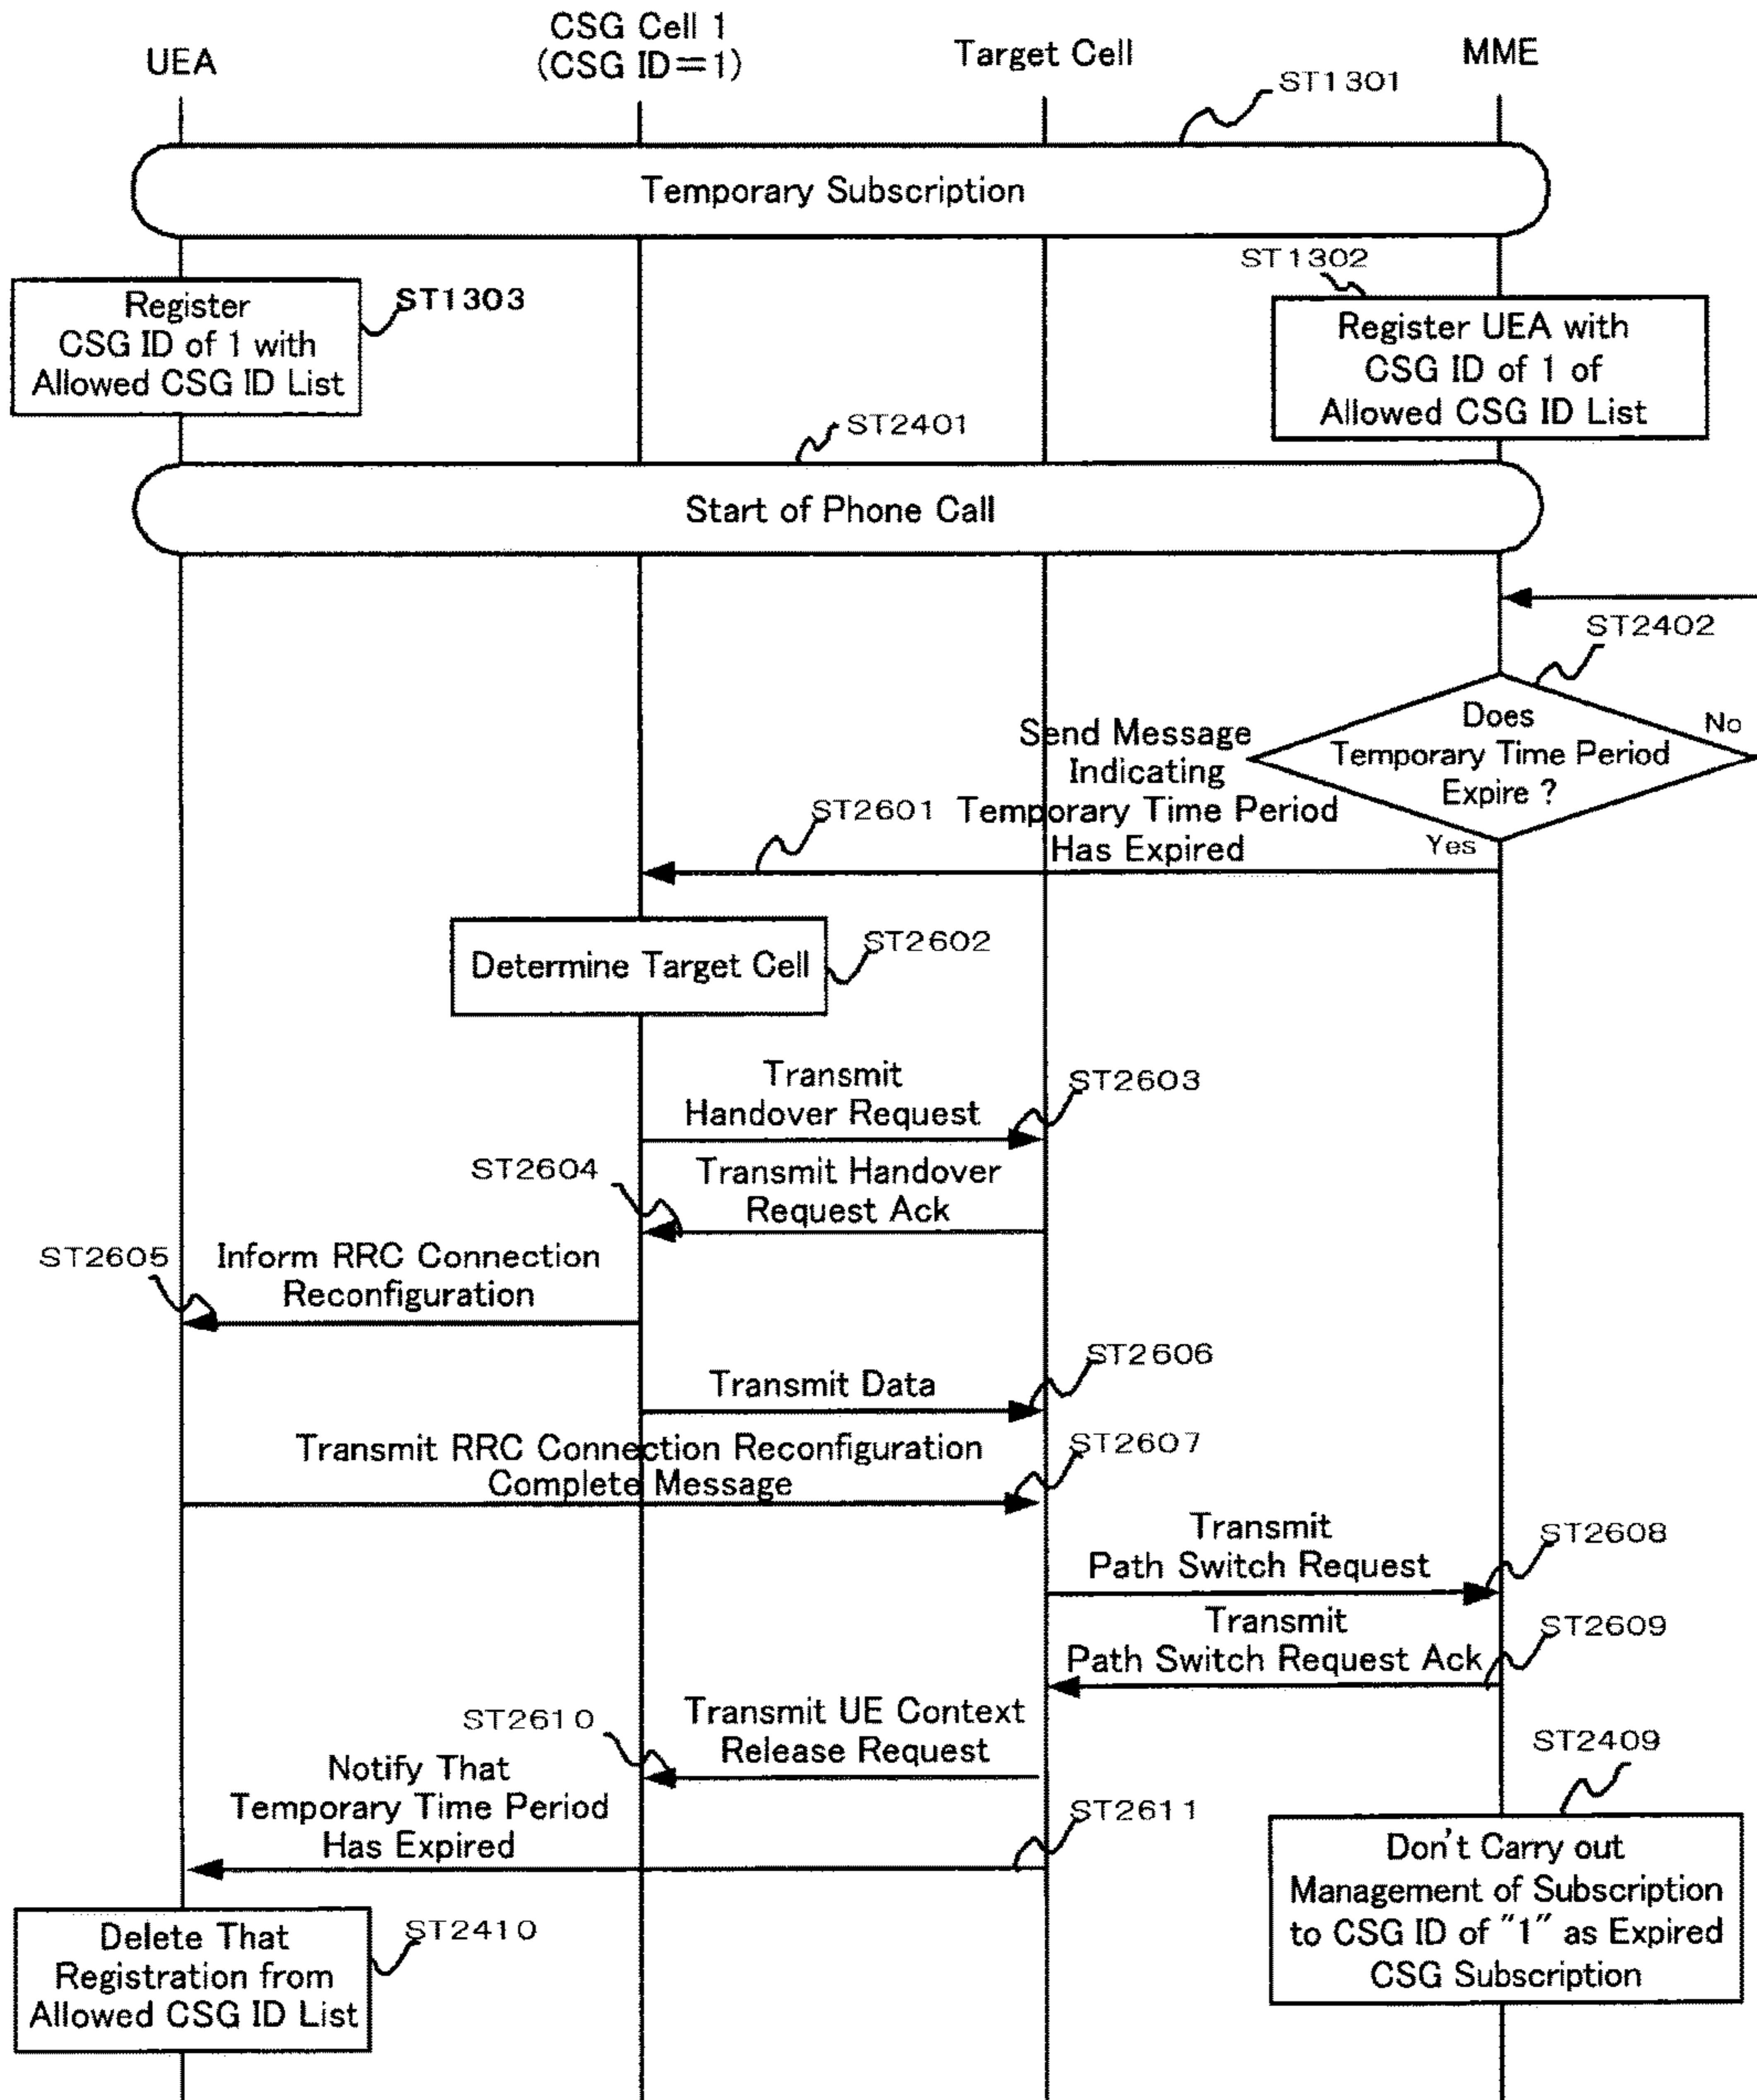 UEA
CSG Cell 1
(CSG ID=1)
Target Cell
MME
ST1301
Temporary Subscription
ST1303
Register
CSG ID of 1 with
Allowed CSG ID List
ST1302
Register UEA with
CSG ID of 1 of
Allowed CSG ID List
ST2401
Start of Phone Call
ST2402
Does
Temporary Time Period
Expire ?
No
Yes
Send Message
Indicating
Temporary Time Period
Has Expired
ST2601
Determine Target Cell
ST2602
Transmit
Handover Request
ST2603
ST2604
Transmit Handover
Request Ack
ST2605
Inform RRC Connection
Reconfiguration
Transmit Data
ST2606
Transmit RRC Connection Reconfiguration
Complete Message
ST2607
Transmit
Path Switch Request
ST2608
Transmit
Path Switch Request Ack
ST2609
ST2610
Transmit UE Context
Release Request
Notify That
Temporary Time Period
Has Expired
ST2611
ST2409
Don't Carry out
Management of Subscription
to CSG ID of "1" as Expired
CSG Subscription
Delete That
Registration from
Allowed CSG ID List
ST2410